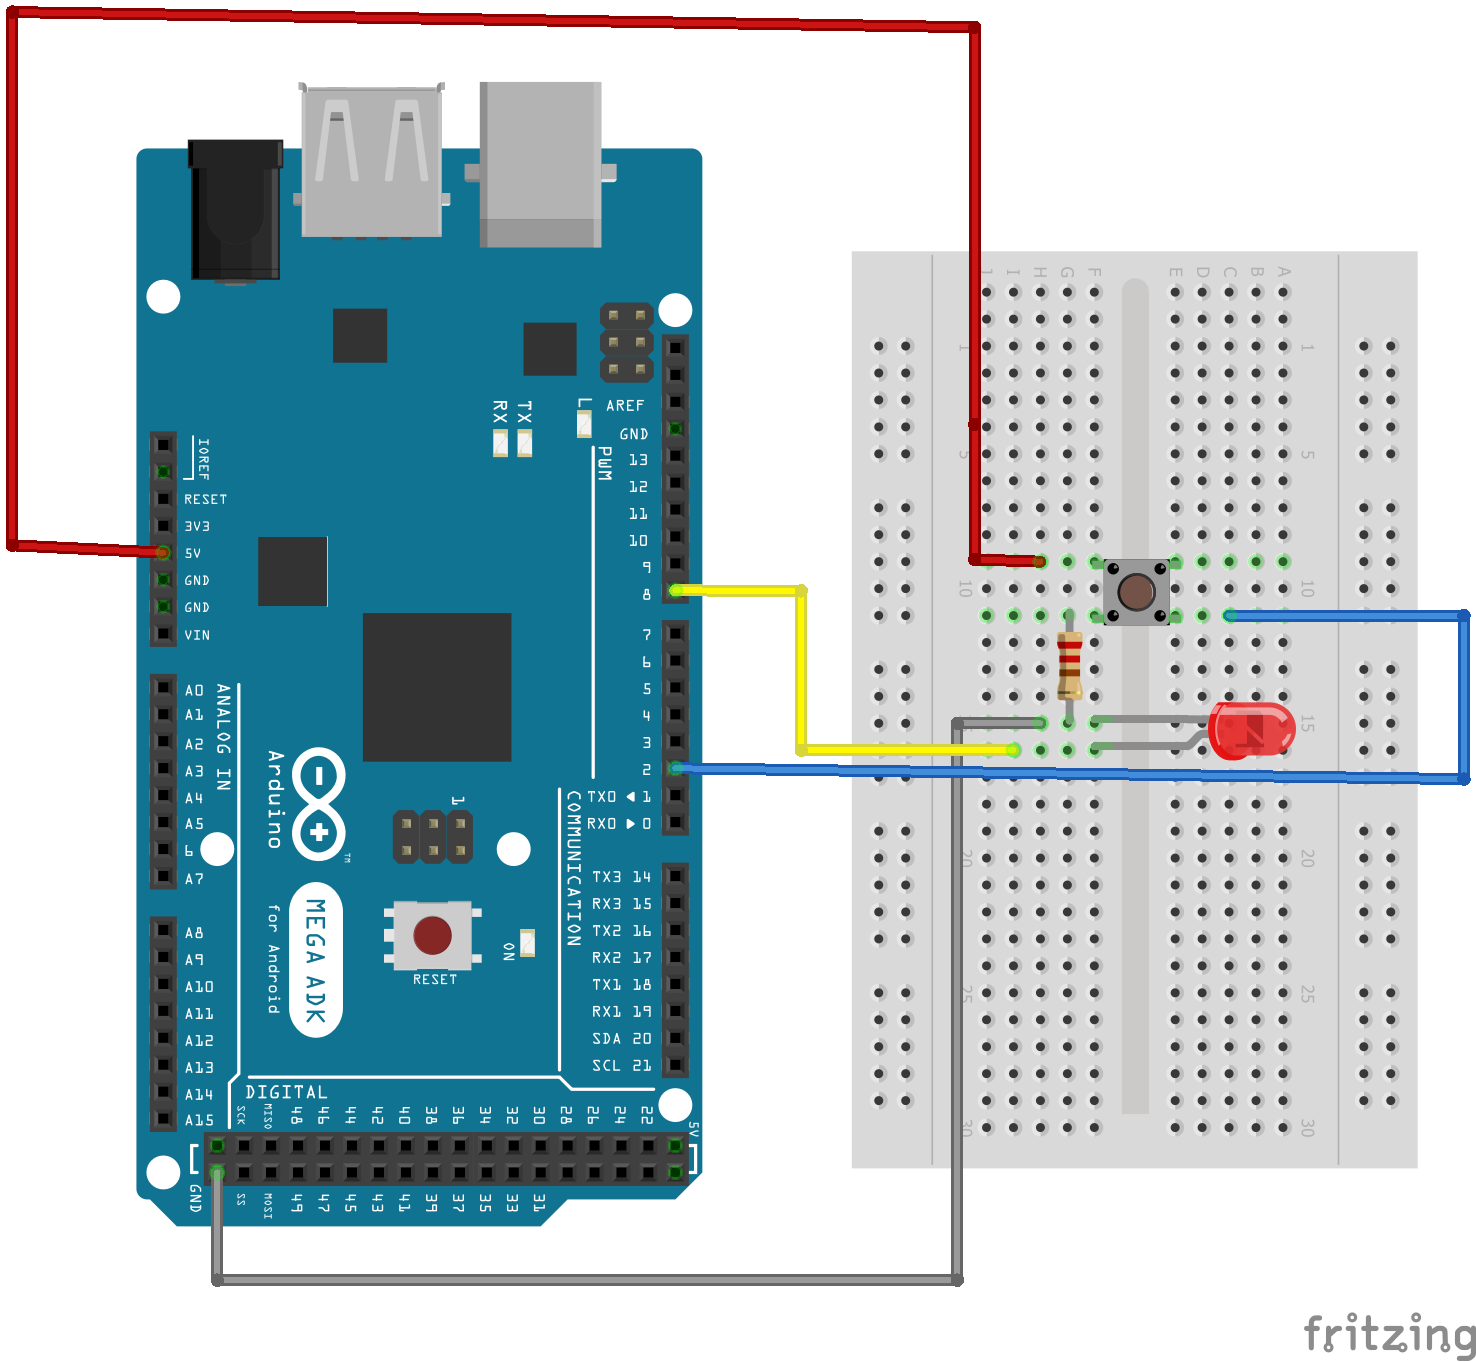 IOREF
RESET
3V3
5V
GND
GND
VIN
A0
A1
A2
A3
A4
A5
6
A7
ANALOG IN
A8
A9
A10
A11
A12
A13
A14
A15
RX
TX
L
AREF
GND
13
12
11
10
9
8
PWM
7
6
5
4
3
2
TX0 ◀ 1
RX0 ▶ 0
TX3 14
RX3 15
TX2 16
RX2 17
TX1 18
RX1 19
SDA 20
SCL 21
COMMUNICATION
Arduino
TM
MEGA ADK
for Android
1
RESET
ON
DIGITAL
SCK MISO 48 46 44 42 40 38 36 34 32 30 28 26 24 22 5V
GND SS MOSI 49 47 45 43 41 39 37 35 33 31
J I H G F E D C B A
1 1
5 5
10 10
15
20 20
25 25
30 30
fritzing